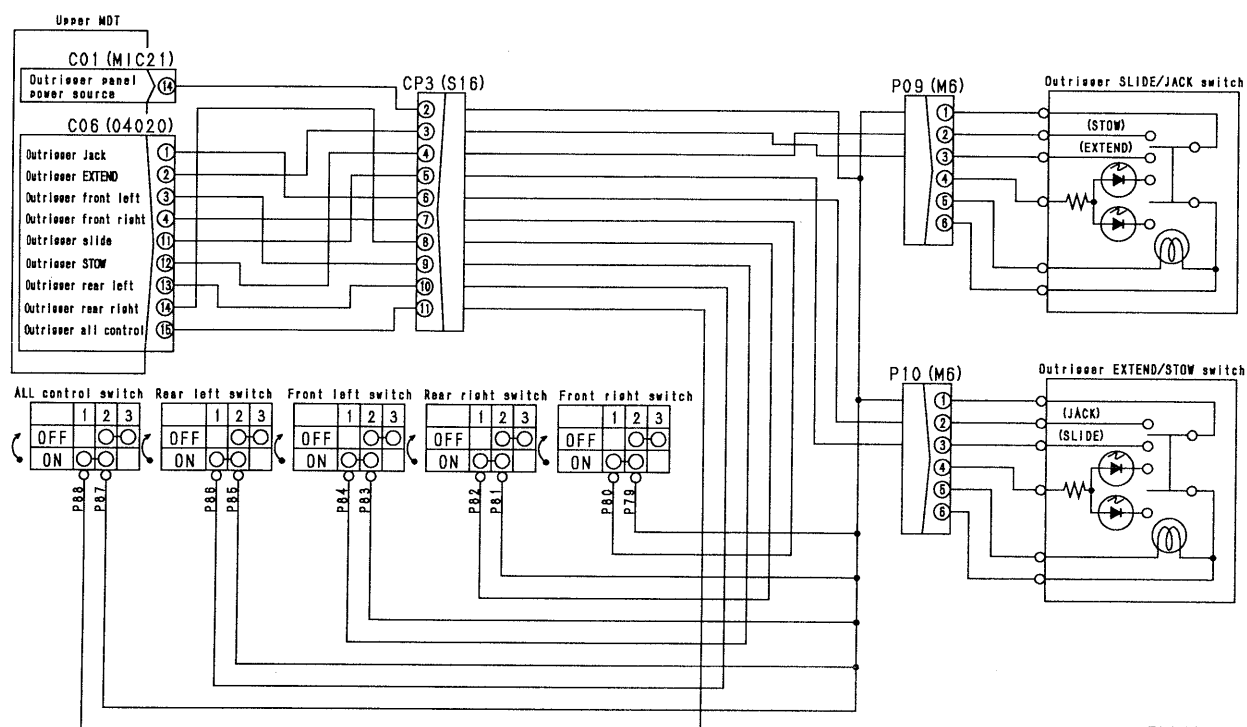 Upper MDT
C01 (MIC21)
Outrigger panel
power source
14
C06 (04020)
Outrigger Jack 1
Outrigger EXTEND 2
Outrigger front left 3
Outrigger front right 4
Outrigger slide 11
Outrigger STOW 12
Outrigger rear left 13
Outrigger rear right 14
Outrigger all control 15
CP3 (S16)
2
3
4
5
6
7
8
9
10
11
P09 (M6)
1
2
3
4
5
6
Outrigger SLIDE/JACK switch
(STOW)
(EXTEND)
P10 (M6)
1
2
3
4
5
6
Outrigger EXTEND/STOW switch
(JACK)
(SLIDE)
ALL control switch
1 2 3
OFF
ON
P88 P87
Rear left switch
1 2 3
OFF
ON
P86 P85
Front left switch
1 2 3
OFF
ON
P84 P83
Rear right switch
1 2 3
OFF
ON
P82 P81
Front right switch
1 2 3
OFF
ON
P80 P79